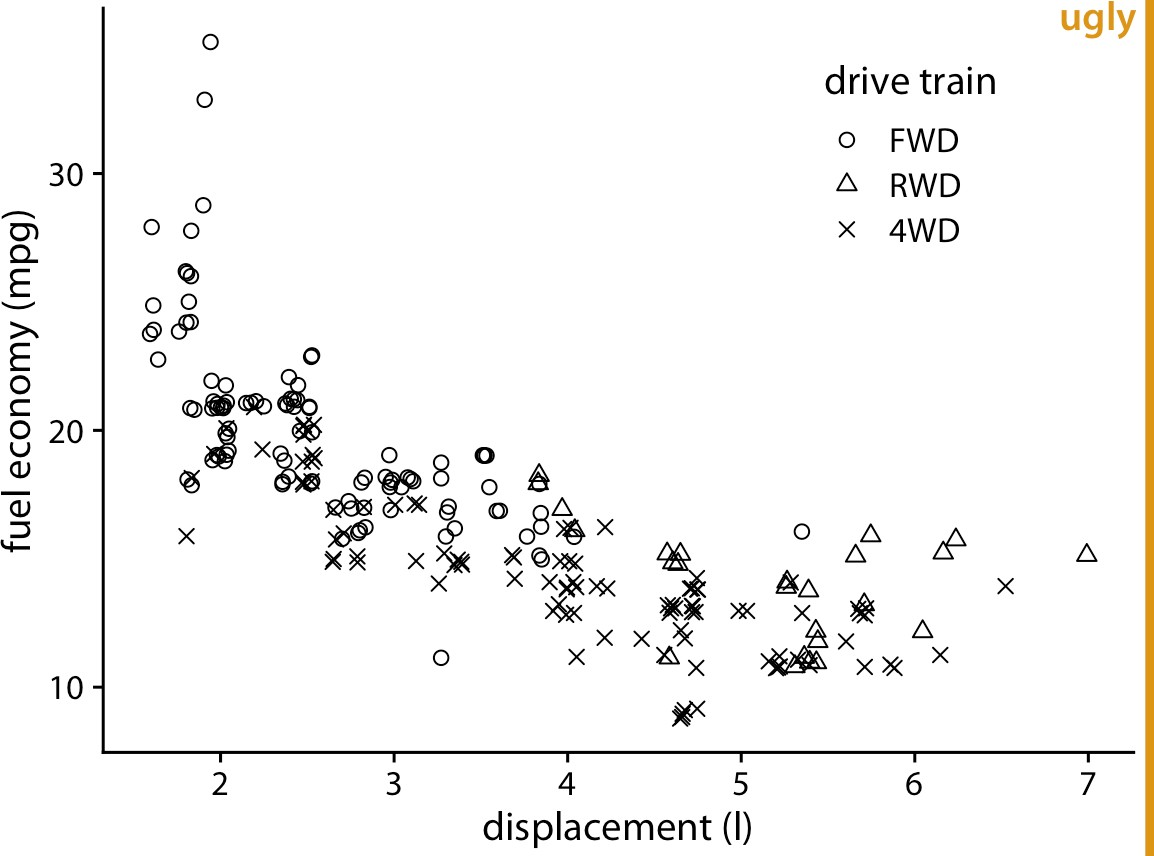 ugly
drive train
FWD
RWD
4WD
fuel economy (mpg)
30
20
10
2 3 4 5 6 7
displacement (l)